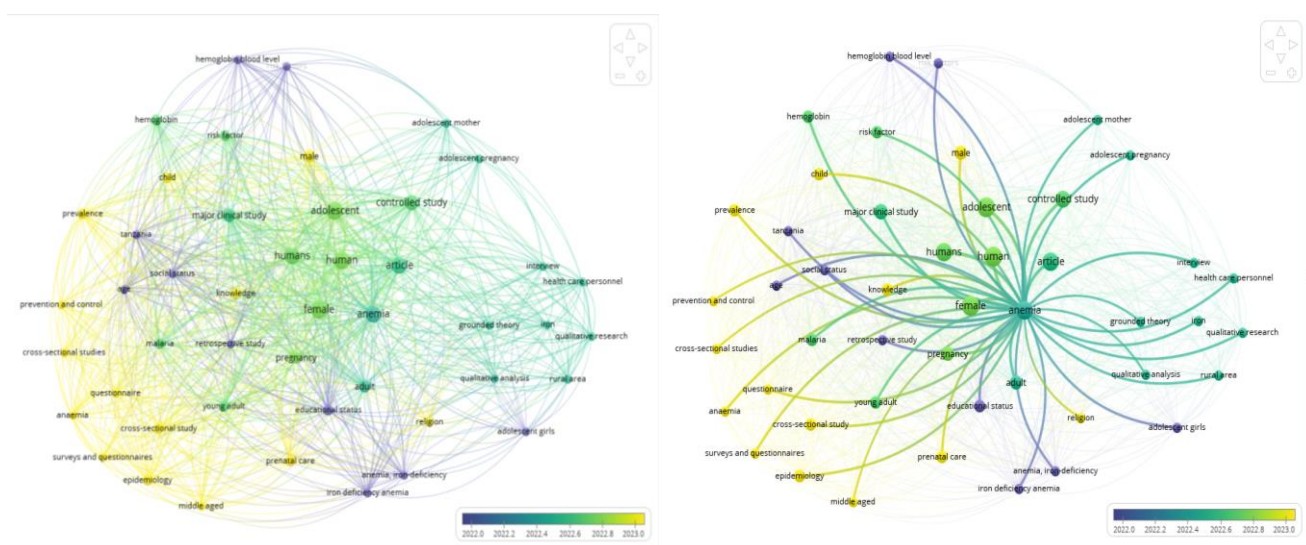 hemoglobin blood level
hemoglobin
risk factor
adolescent mother
adolescent pregnancy
male
child
prevalence
major clinical study
adolescent
controlled study
tanzania
humans
human
article
social status
age
knowledge
interview
health care personnel
prevention and control
female
anemia
grounded theory
iron
qualitative research
malaria
retrospective study
cross-sectional studies
pregnancy
adult
qualitative analysis
rural area
questionnaire
young adult
educational status
anaemia
cross-sectional study
religion
adolescent girls
surveys and questionnaires
prenatal care
epidemiology
anemia, iron-deficiency
iron deficiency anemia
middle aged
2022.0 2022.2 2022.4 2022.6 2022.8 2023.0
hemoglobin blood level
hemoglobin
risk factor
adolescent mother
adolescent pregnancy
male
child
prevalence
major clinical study
adolescent
controlled study
tanzania
humans
human
article
social status
age
knowledge
interview
health care personnel
prevention and control
female
anemia
grounded theory
iron
qualitative research
malaria
retrospective study
cross-sectional studies
pregnancy
adult
qualitative analysis
rural area
questionnaire
young adult
educational status
anaemia
cross-sectional study
religion
adolescent girls
surveys and questionnaires
prenatal care
epidemiology
anemia, iron-deficiency
iron deficiency anemia
middle aged
2022.0 2022.2 2022.4 2022.6 2022.8 2023.0